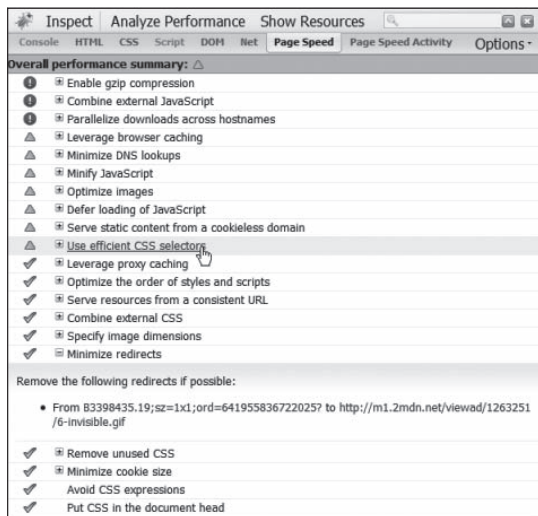 Inspect Analyze Performance Show Resources
Console HTML CSS Script DOM Net Page Speed Page Speed Activity Options
Overall performance summary:
Enable gzip compression
Combine external JavaScript
Parallelize downloads across hostnames
Leverage browser caching
Minimize DNS lookups
Minify JavaScript
Optimize images
Defer loading of JavaScript
Serve static content from a cookieless domain
Use efficient CSS selectors
Leverage proxy caching
Optimize the order of styles and scripts
Serve resources from a consistent URL
Combine external CSS
Specify image dimensions
Minimize redirects
Remove the following redirects if possible:
• From B3398435.19;sz=1x1;ord=641955836722025? to http://m1.2mdn.net/viewad/1263251
/6-invisible.gif
Remove unused CSS
Minimize cookie size
Avoid CSS expressions
Put CSS in the document head